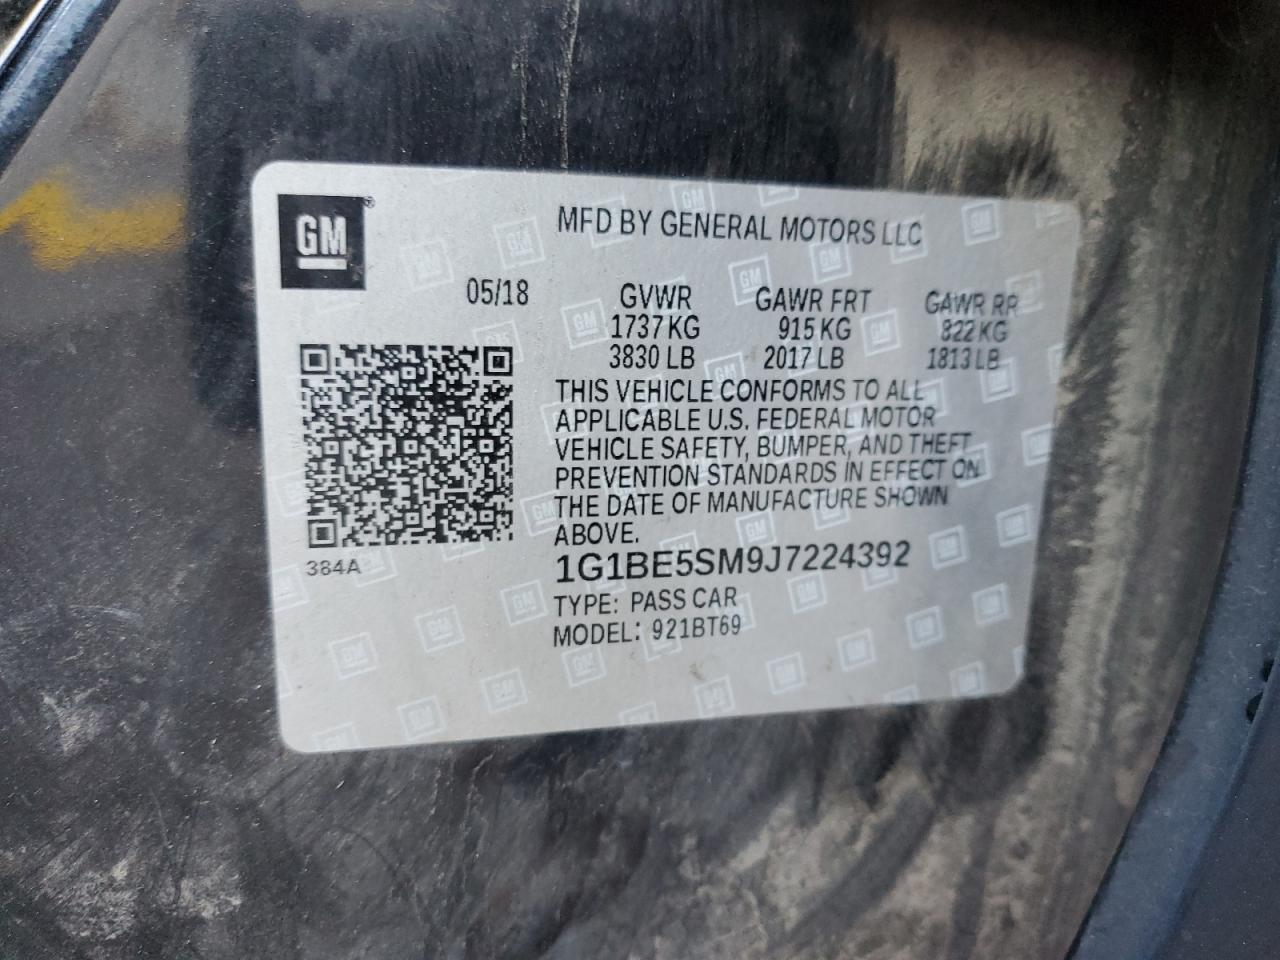 GM
MFD BY GENERAL MOTORS LLC
05/18
GVWR GAWR FRT GAWR RR
1737 KG 915 KG 822 KG
3830 LB 2017 LB 1813 LB
THIS VEHICLE CONFORMS TO ALL
APPLICABLE U.S. FEDERAL MOTOR
VEHICLE SAFETY, BUMPER, AND THEFT
PREVENTION STANDARDS IN EFFECT ON
THE DATE OF MANUFACTURE SHOWN
ABOVE.
384A
1G1BE5SM9J7224392
TYPE: PASS CAR
MODEL: 921BT69